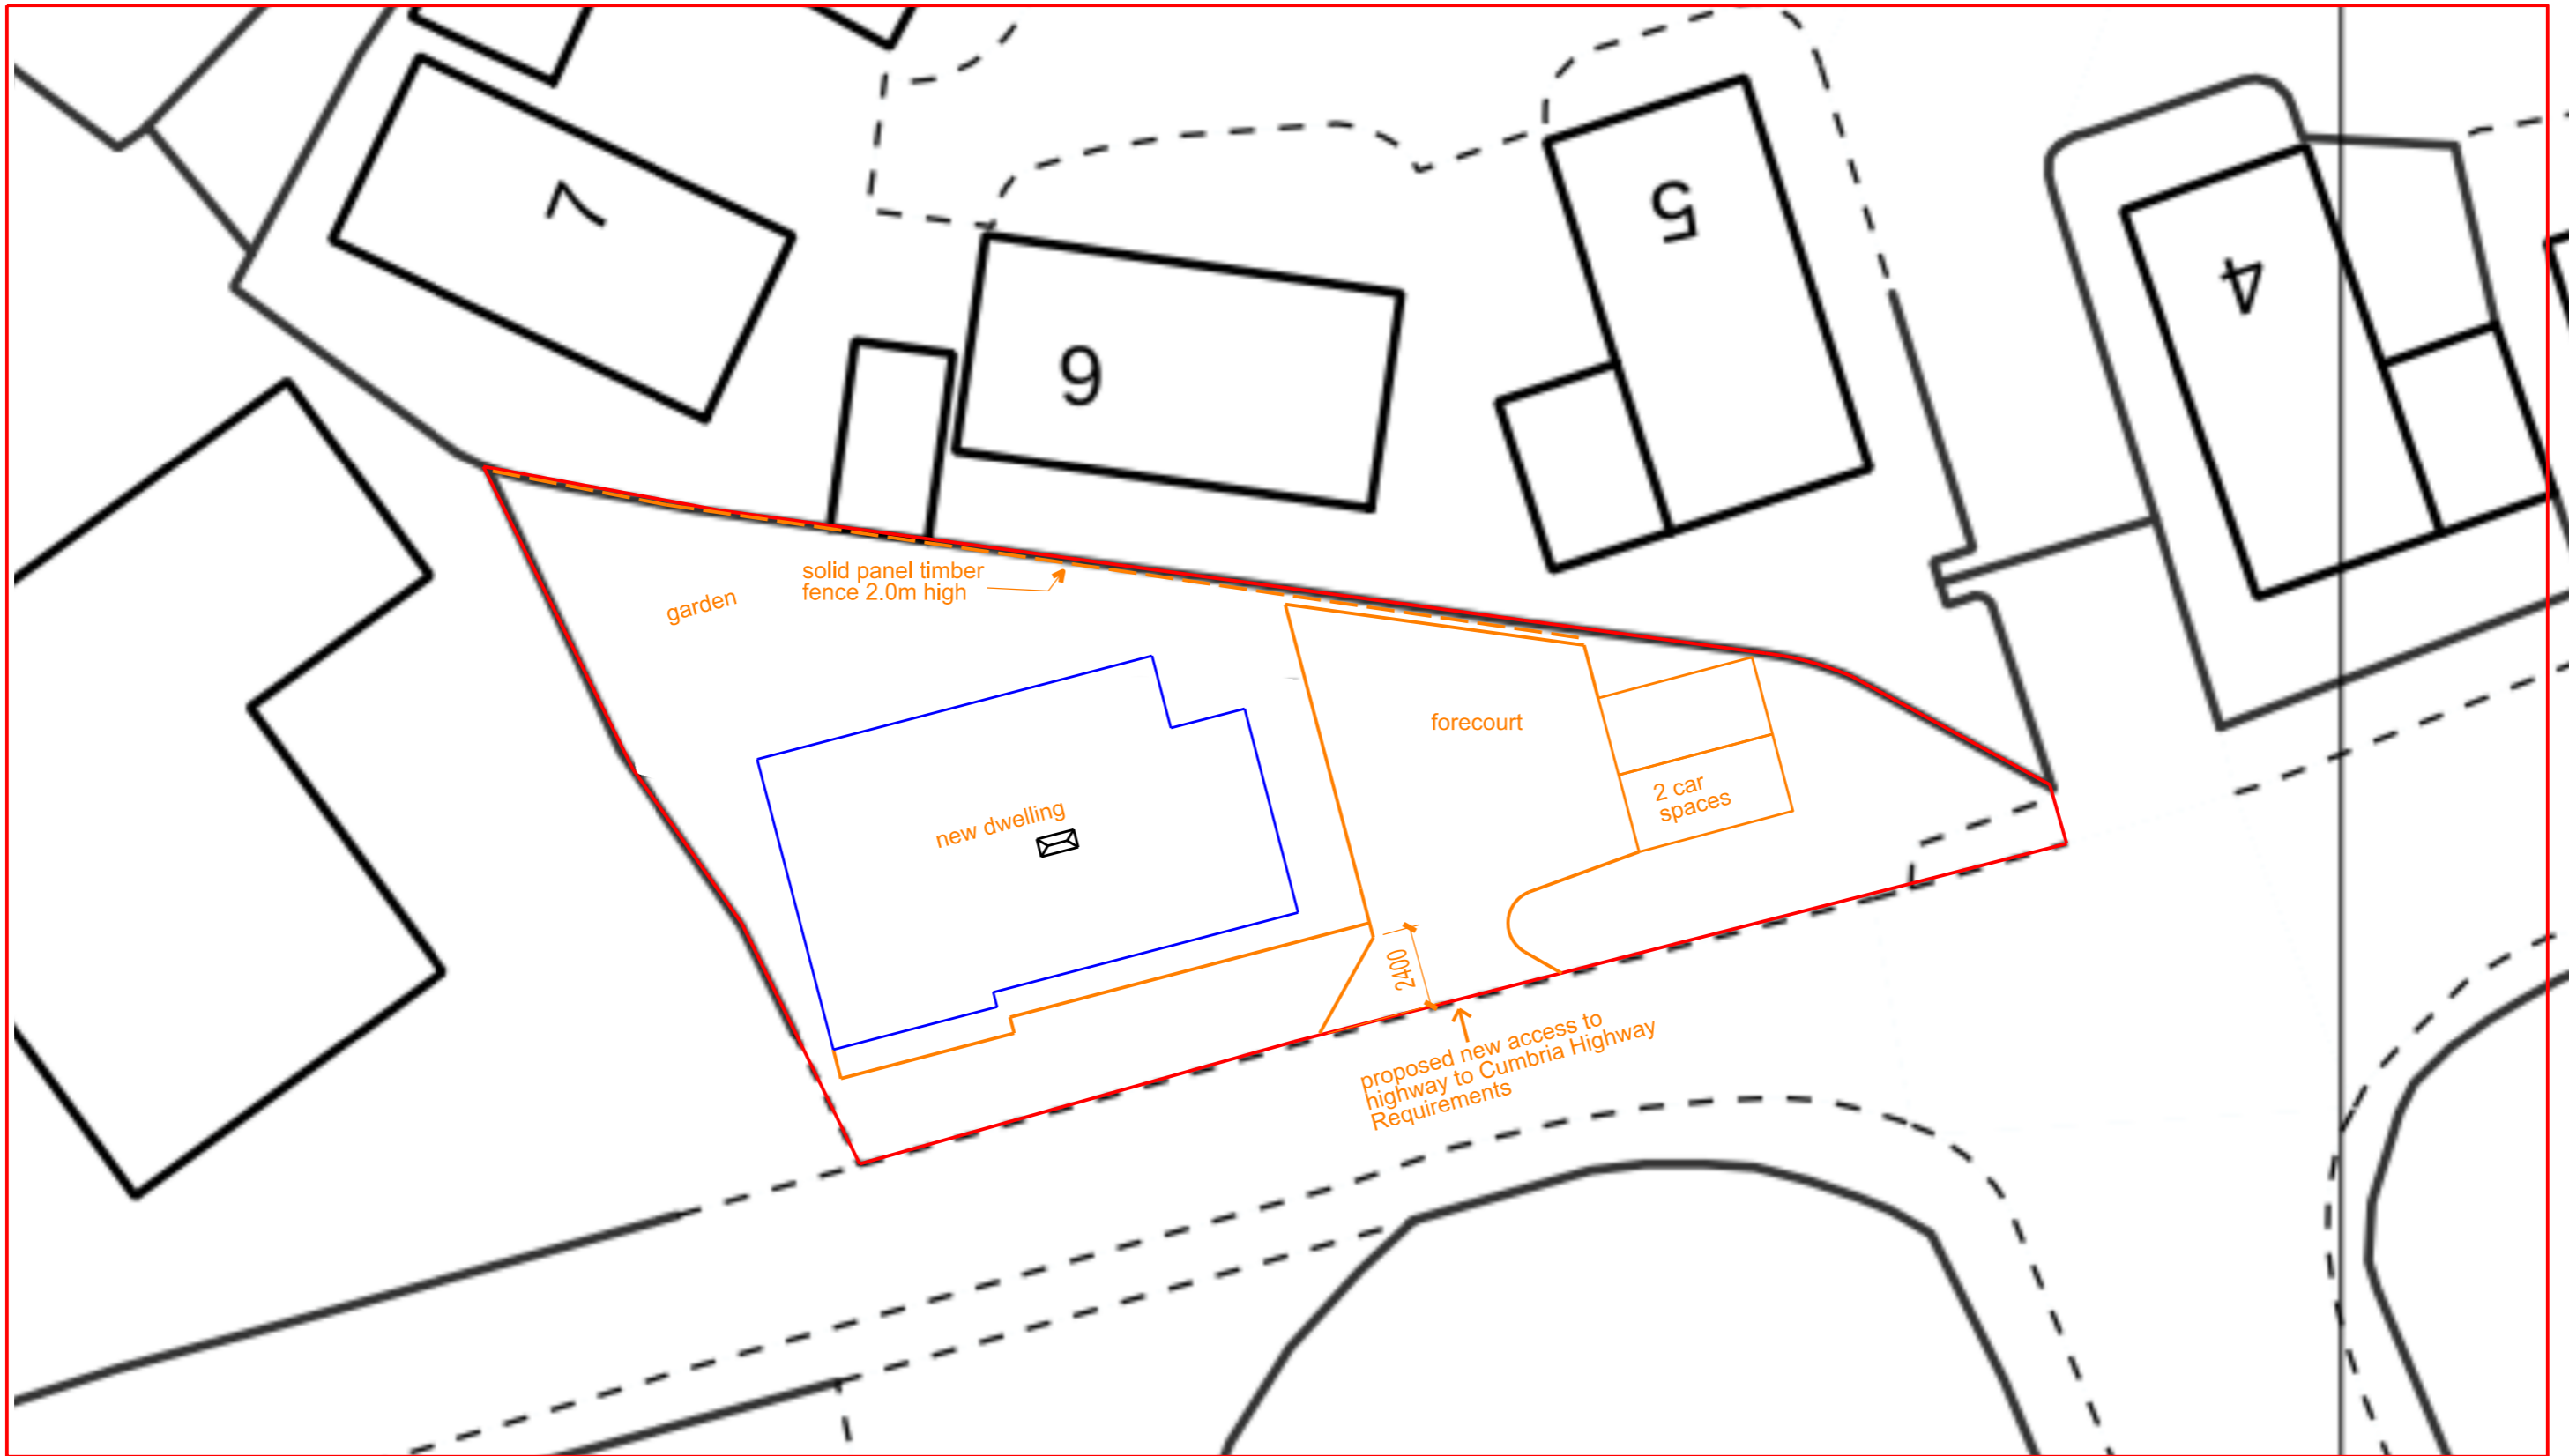 7
5
4
6
solid panel timber
fence 2.0m high
garden
forecourt
2 car
spaces
new dwelling
2400
proposed new access to
highway to Cumbria Highway
Requirements